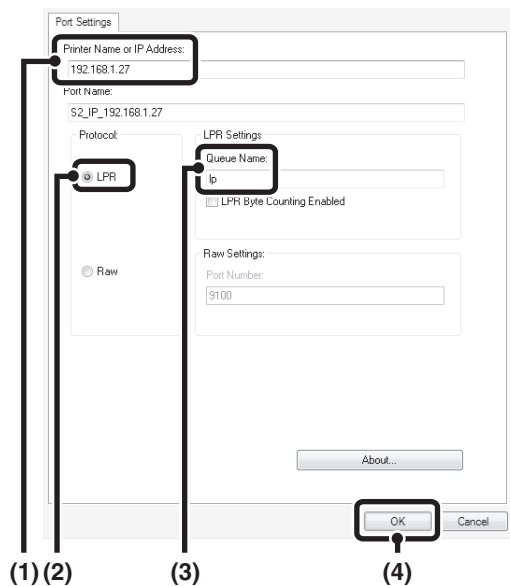 Port Settings
Printer Name or IP Address:
192.168.1.27
Port Name:
S2_IP_192.168.1.27
Protocol:
LPR
Raw
LPR Settings
Queue Name:
lp
LPR Byte Counting Enabled
Raw Settings:
Port Number:
9100
About...
OK
Cancel
(1) (2) (3) (4)